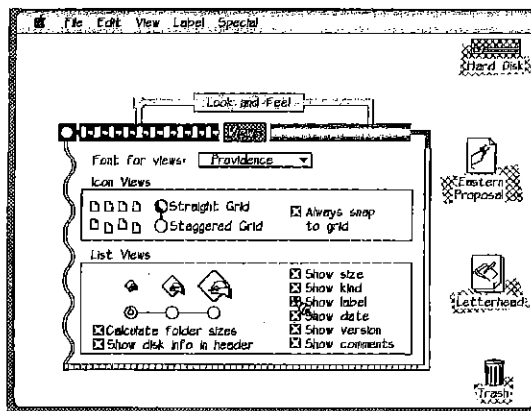 File Edit View Label Special
Hard Disk
Look and Feel
Views
Font for views: Providence
Icon Views
Straight Grid
Staggered Grid
Always snap
to grid
Eastern
Proposal
List Views
Show size
Show kind
Show label
Show date
Show version
Show comments
Calculate folder sizes
Show disk info in header
Letterhead
Trash